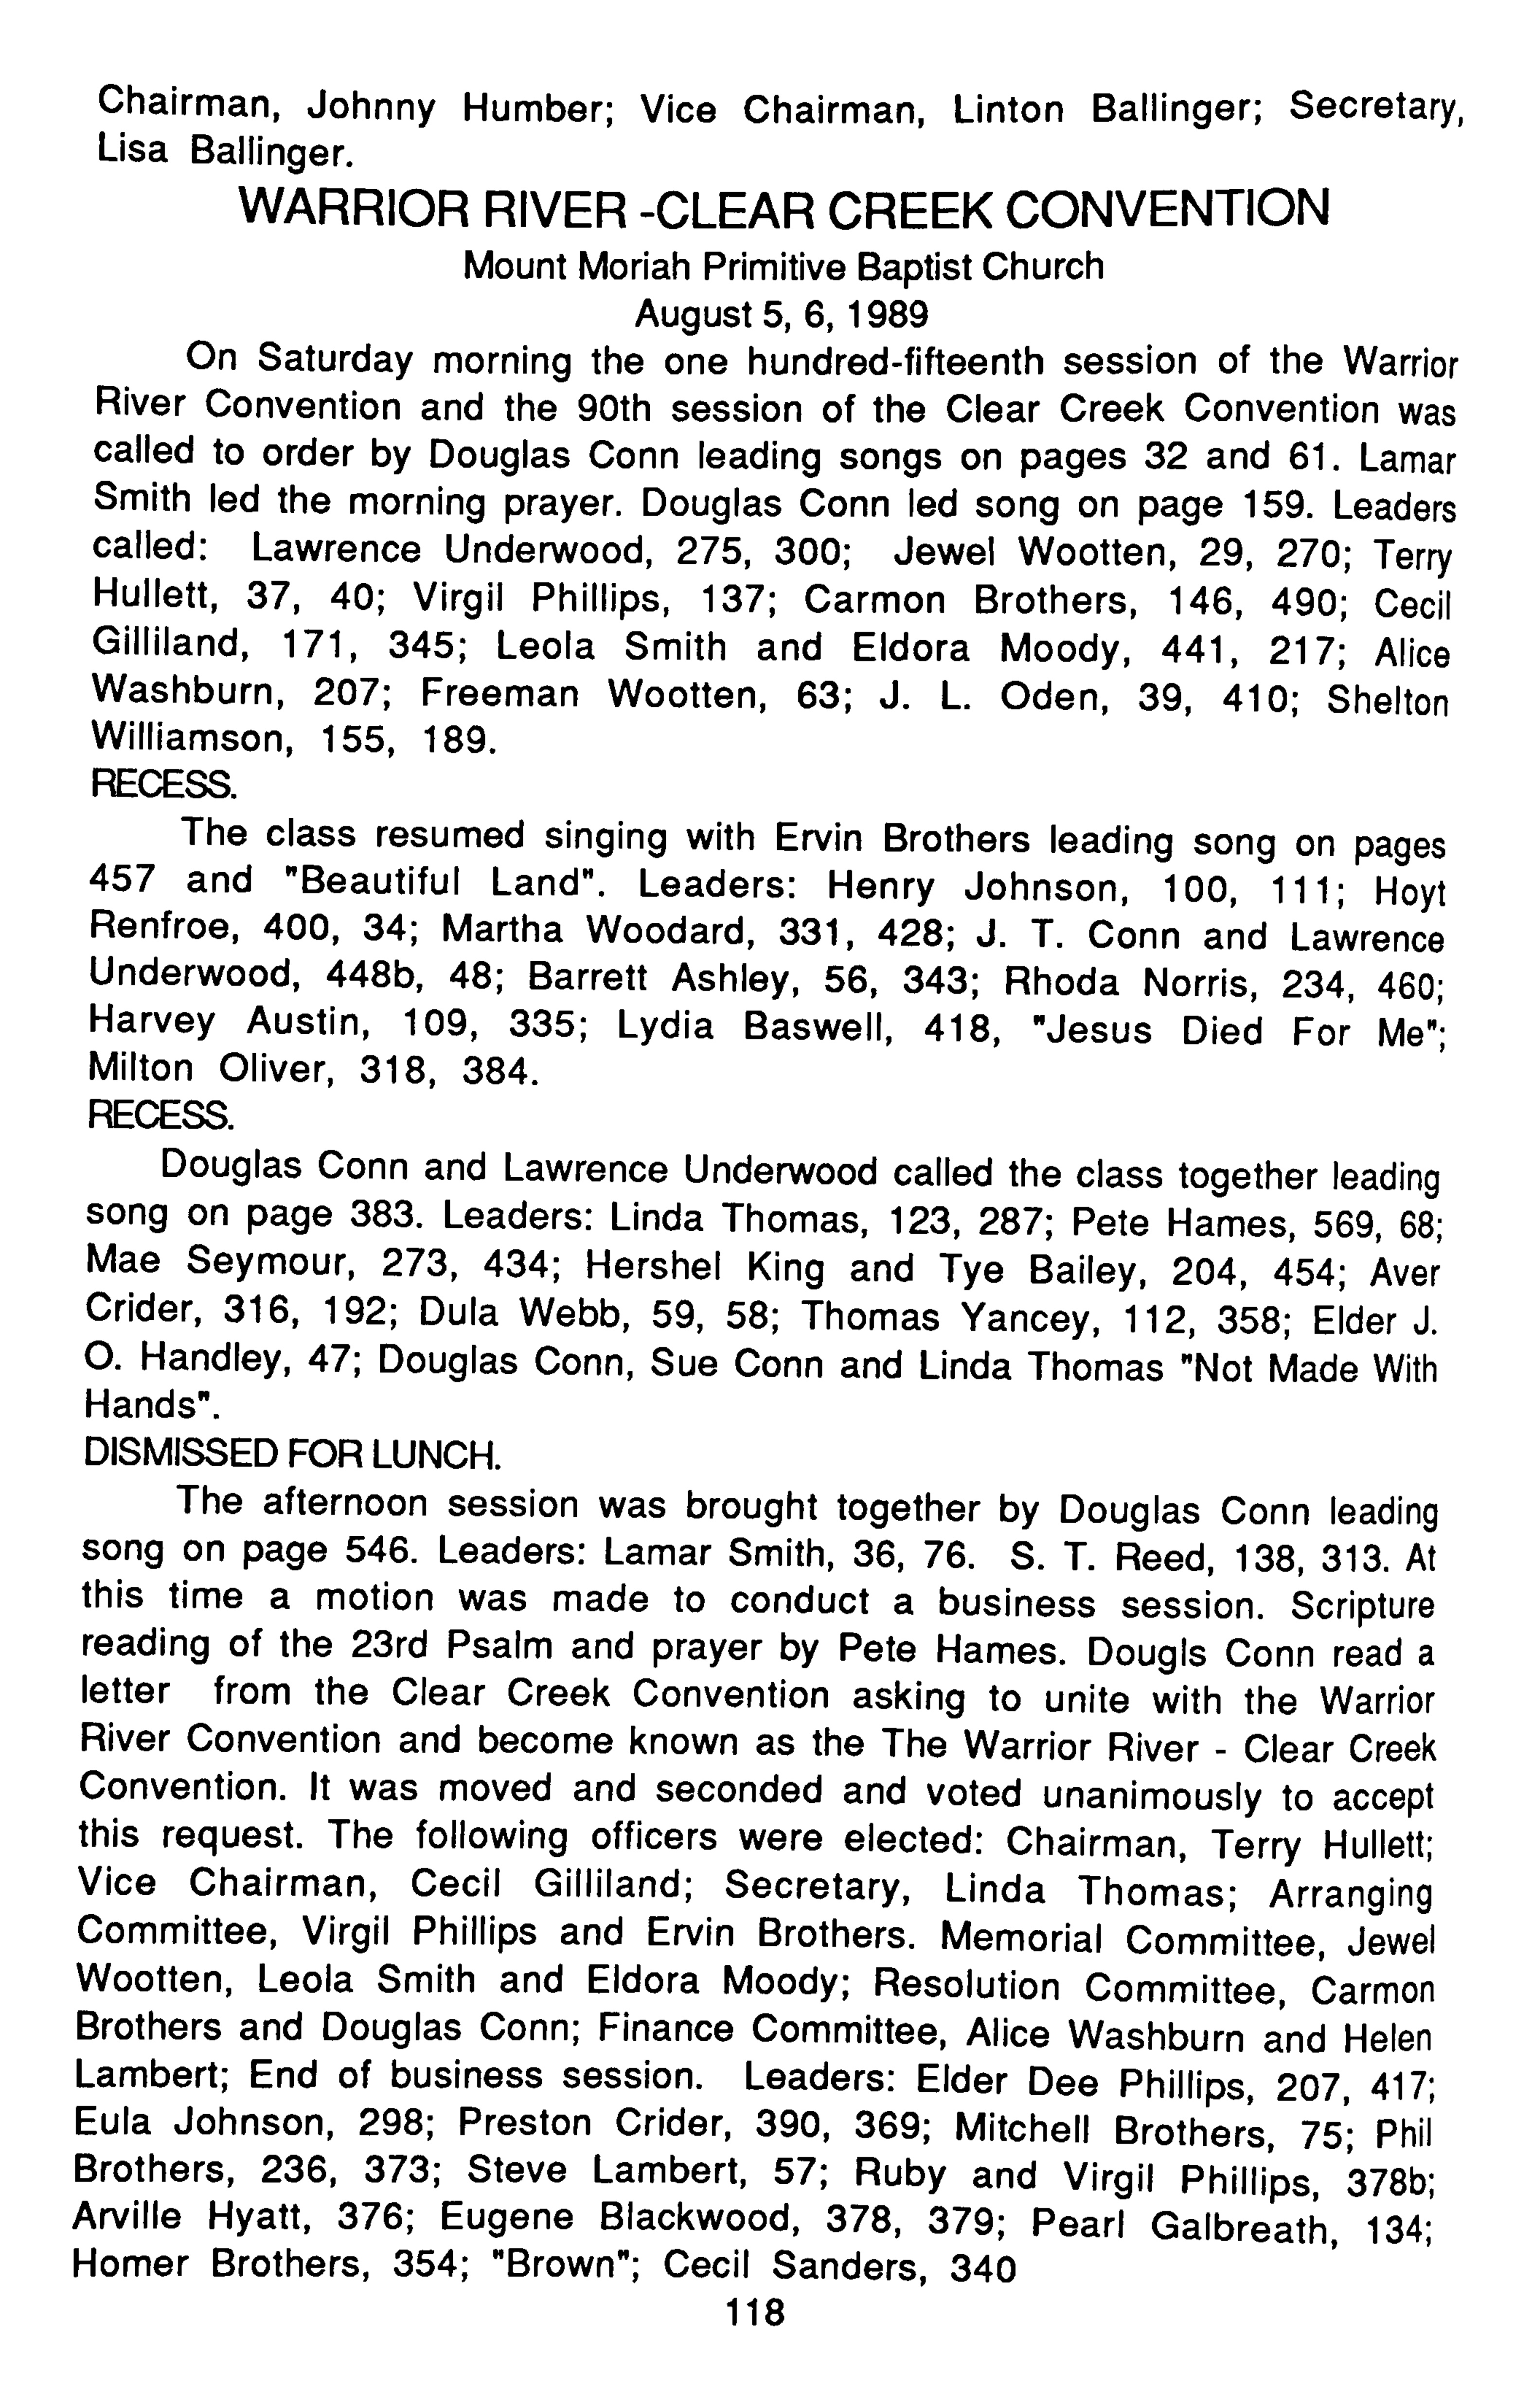 Chairman, Johnny Humber; Vice Chairman, Linton Ballinger; Secretary,
Lisa Ballinger.
WARRIOR RIVER -CLEAR CREEK CONVENTION
Mount Moriah Primitive Baptist Church
August 5, 6, 1989
On Saturday morning the one hundred-fifteenth session of the Warrior
River Convention and the 90th session of the Clear Creek Convention was
called to order by Douglas Conn leading songs on pages 32 and 61. Lamar
Smith led the morning prayer. Douglas Conn led song on page 159. Leaders
called: Lawrence Underwood, 275, 300; Jewel Wootten, 29, 270; Terry
Hullett, 37, 40; Virgil Phillips, 137; Carmon Brothers, 146, 490; Cecil
Gilliland, 171, 345; Leola Smith and Eldora Moody, 441, 217; Alice
Washburn, 207; Freeman Wootten, 63; J. L. Oden, 39, 410; Shelton
Williamson, 155, 189.
RECESS.
The class resumed singing with Ervin Brothers leading song on pages
457 and "Beautiful Land". Leaders: Henry Johnson, 100, 111; Hoyt
Renfroe, 400, 34; Martha Woodard, 331, 428; J. T. Conn and Lawrence
Underwood, 448b, 48; Barrett Ashley, 56, 343; Rhoda Norris, 234, 460;
Harvey Austin, 109, 335; Lydia Baswell, 418, "Jesus Died For Me";
Milton Oliver, 318, 384.
RECESS.
Douglas Conn and Lawrence Underwood called the class together leading
song on page 383. Leaders: Linda Thomas, 123, 287; Pete Hames, 569, 68;
Mae Seymour, 273, 434; Hershel King and Tye Bailey, 204, 454; Aver
Crider, 316, 192; Dula Webb, 59, 58; Thomas Yancey, 112, 358; Elder J.
O. Handley, 47; Douglas Conn, Sue Conn and Linda Thomas "Not Made With
Hands".
DISMISSED FOR LUNCH.
The afternoon session was brought together by Douglas Conn leading
song on page 546. Leaders: Lamar Smith, 36, 76. S. T. Reed, 138, 313. At
this time a motion was made to conduct a business session. Scripture
reading of the 23rd Psalm and prayer by Pete Hames. Dougls Conn read a
letter from the Clear Creek Convention asking to unite with the Warrior
River Convention and become known as the The Warrior River - Clear Creek
Convention. It was moved and seconded and voted unanimously to accept
this request. The following officers were elected: Chairman, Terry Hullett;
Vice Chairman, Cecil Gilliland; Secretary, Linda Thomas; Arranging
Committee, Virgil Phillips and Ervin Brothers. Memorial Committee, Jewel
Wootten, Leola Smith and Eldora Moody; Resolution Committee, Carmon
Brothers and Douglas Conn; Finance Committee, Alice Washburn and Helen
Lambert; End of business session. Leaders: Elder Dee Phillips, 207, 417;
Eula Johnson, 298; Preston Crider, 390, 369; Mitchell Brothers, 75; Phil
Brothers, 236, 373; Steve Lambert, 57; Ruby and Virgil Phillips, 378b;
Arville Hyatt, 376; Eugene Blackwood, 378, 379; Pearl Galbreath, 134;
Homer Brothers, 354; "Brown"; Cecil Sanders, 340
118